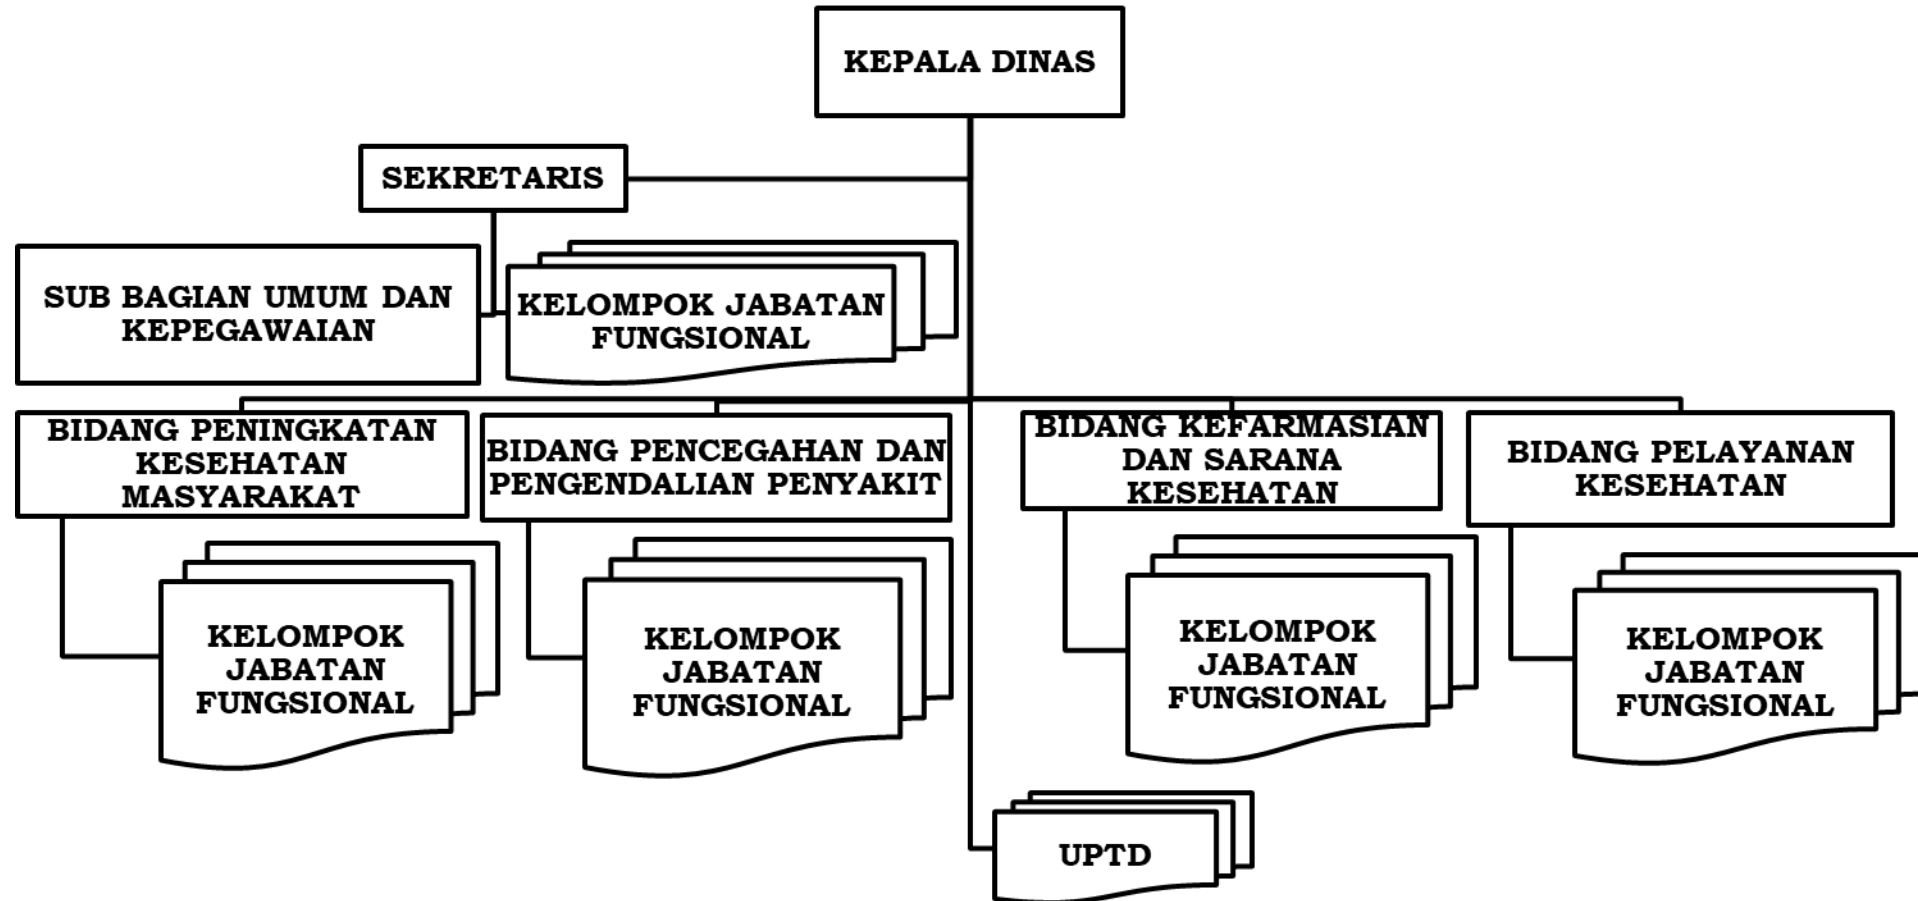 KEPALA DINAS
SEKRETARIS
SUB BAGIAN UMUM DAN
KEPEGAWAIAN
KELOMPOK JABATAN
FUNGSIONAL
BIDANG PENINGKATAN
KESEHATAN
MASYARAKAT
BIDANG PENCEGAHAN DAN
PENGENDALIAN PENYAKIT
BIDANG KEFARMASIAN
DAN SARANA
KESEHATAN
BIDANG PELAYANAN
KESEHATAN
KELOMPOK
JABATAN
FUNGSIONAL
KELOMPOK
JABATAN
FUNGSIONAL
KELOMPOK
JABATAN
FUNGSIONAL
KELOMPOK
JABATAN
FUNGSIONAL
UPTD